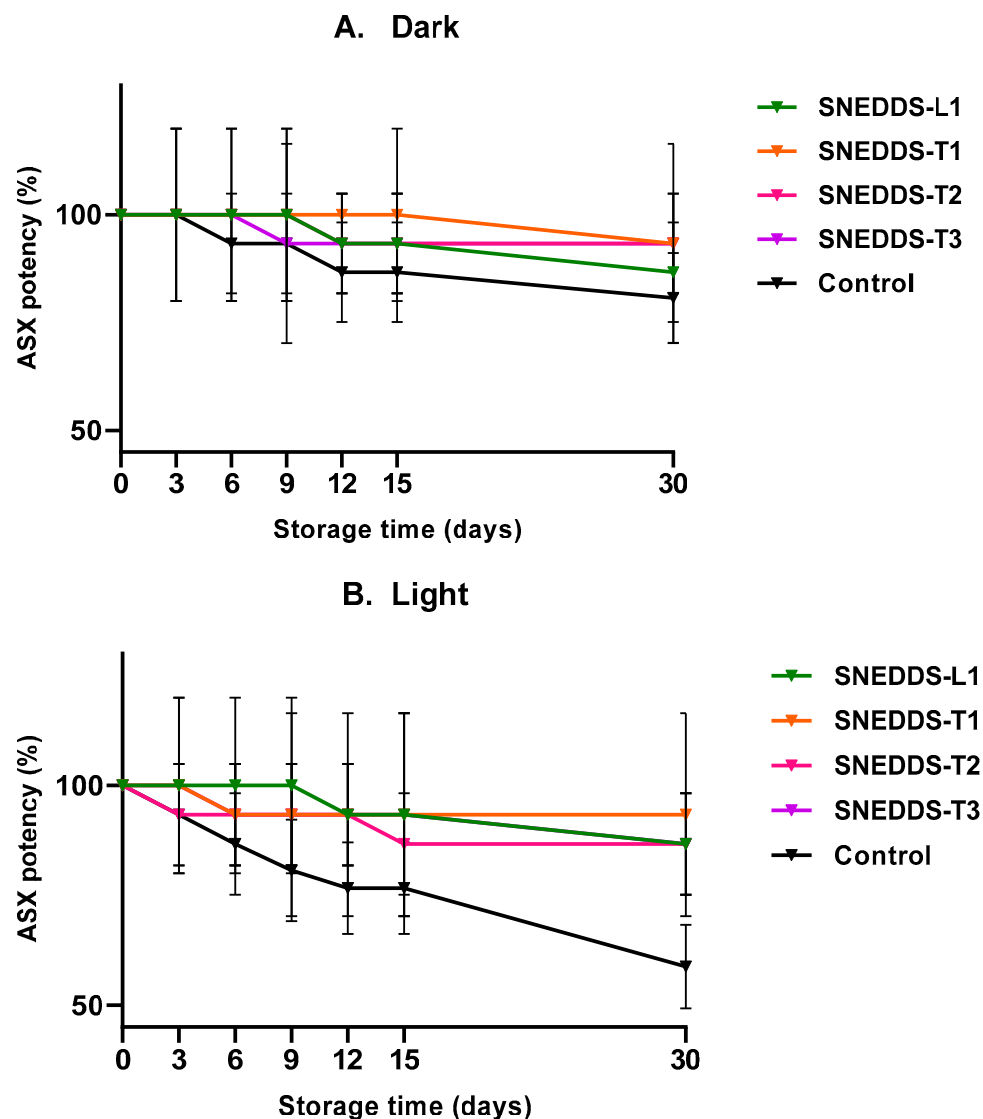 A. Dark
SNEDDS-L1
SNEDDS-T1
SNEDDS-T2
SNEDDS-T3
Control
ASX potency (%)
100
50
0 3 6 9 12 15 30
Storage time (days)
B. Light
SNEDDS-L1
SNEDDS-T1
SNEDDS-T2
SNEDDS-T3
Control
ASX potency (%)
100
50
0 3 6 9 12 15 30
Storage time (days)